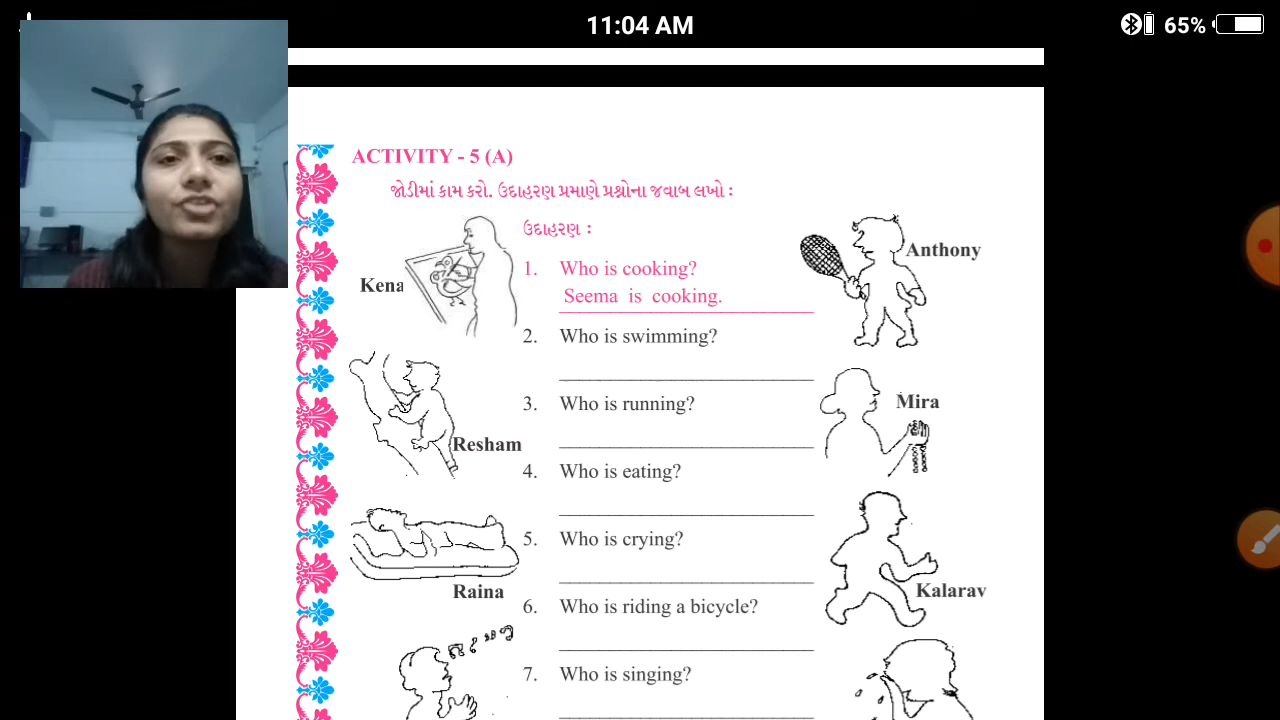 11:04 AM
65%
ACTIVITY - 5 (A)
જોડીમાં કામ કરો. ઉદાહરણ પ્રમાણે પ્રશ્નોના જવાબ લખો :
ઉદાહરણ :
Kena
Anthony
1. Who is cooking?
Seema is cooking.
2. Who is swimming?
3. Who is running?
Mira
Resham
4. Who is eating?
5. Who is crying?
Raina
Kalarav
6. Who is riding a bicycle?
7. Who is singing?